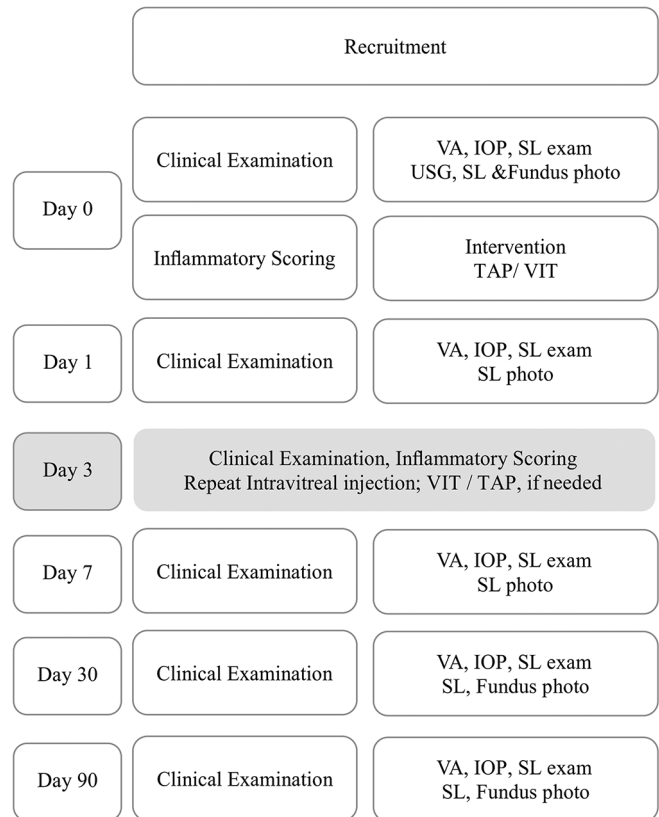 Recruitment
Day 0
Clinical Examination
VA, IOP, SL exam
USG, SL &Fundus photo
Inflammatory Scoring
Intervention
TAP/ VIT
Day 1
Clinical Examination
VA, IOP, SL exam
SL photo
Day 3
Clinical Examination, Inflammatory Scoring
Repeat Intravitreal injection; VIT / TAP, if needed
Day 7
Clinical Examination
VA, IOP, SL exam
SL photo
Day 30
Clinical Examination
VA, IOP, SL exam
SL, Fundus photo
Day 90
Clinical Examination
VA, IOP, SL exam
SL, Fundus photo